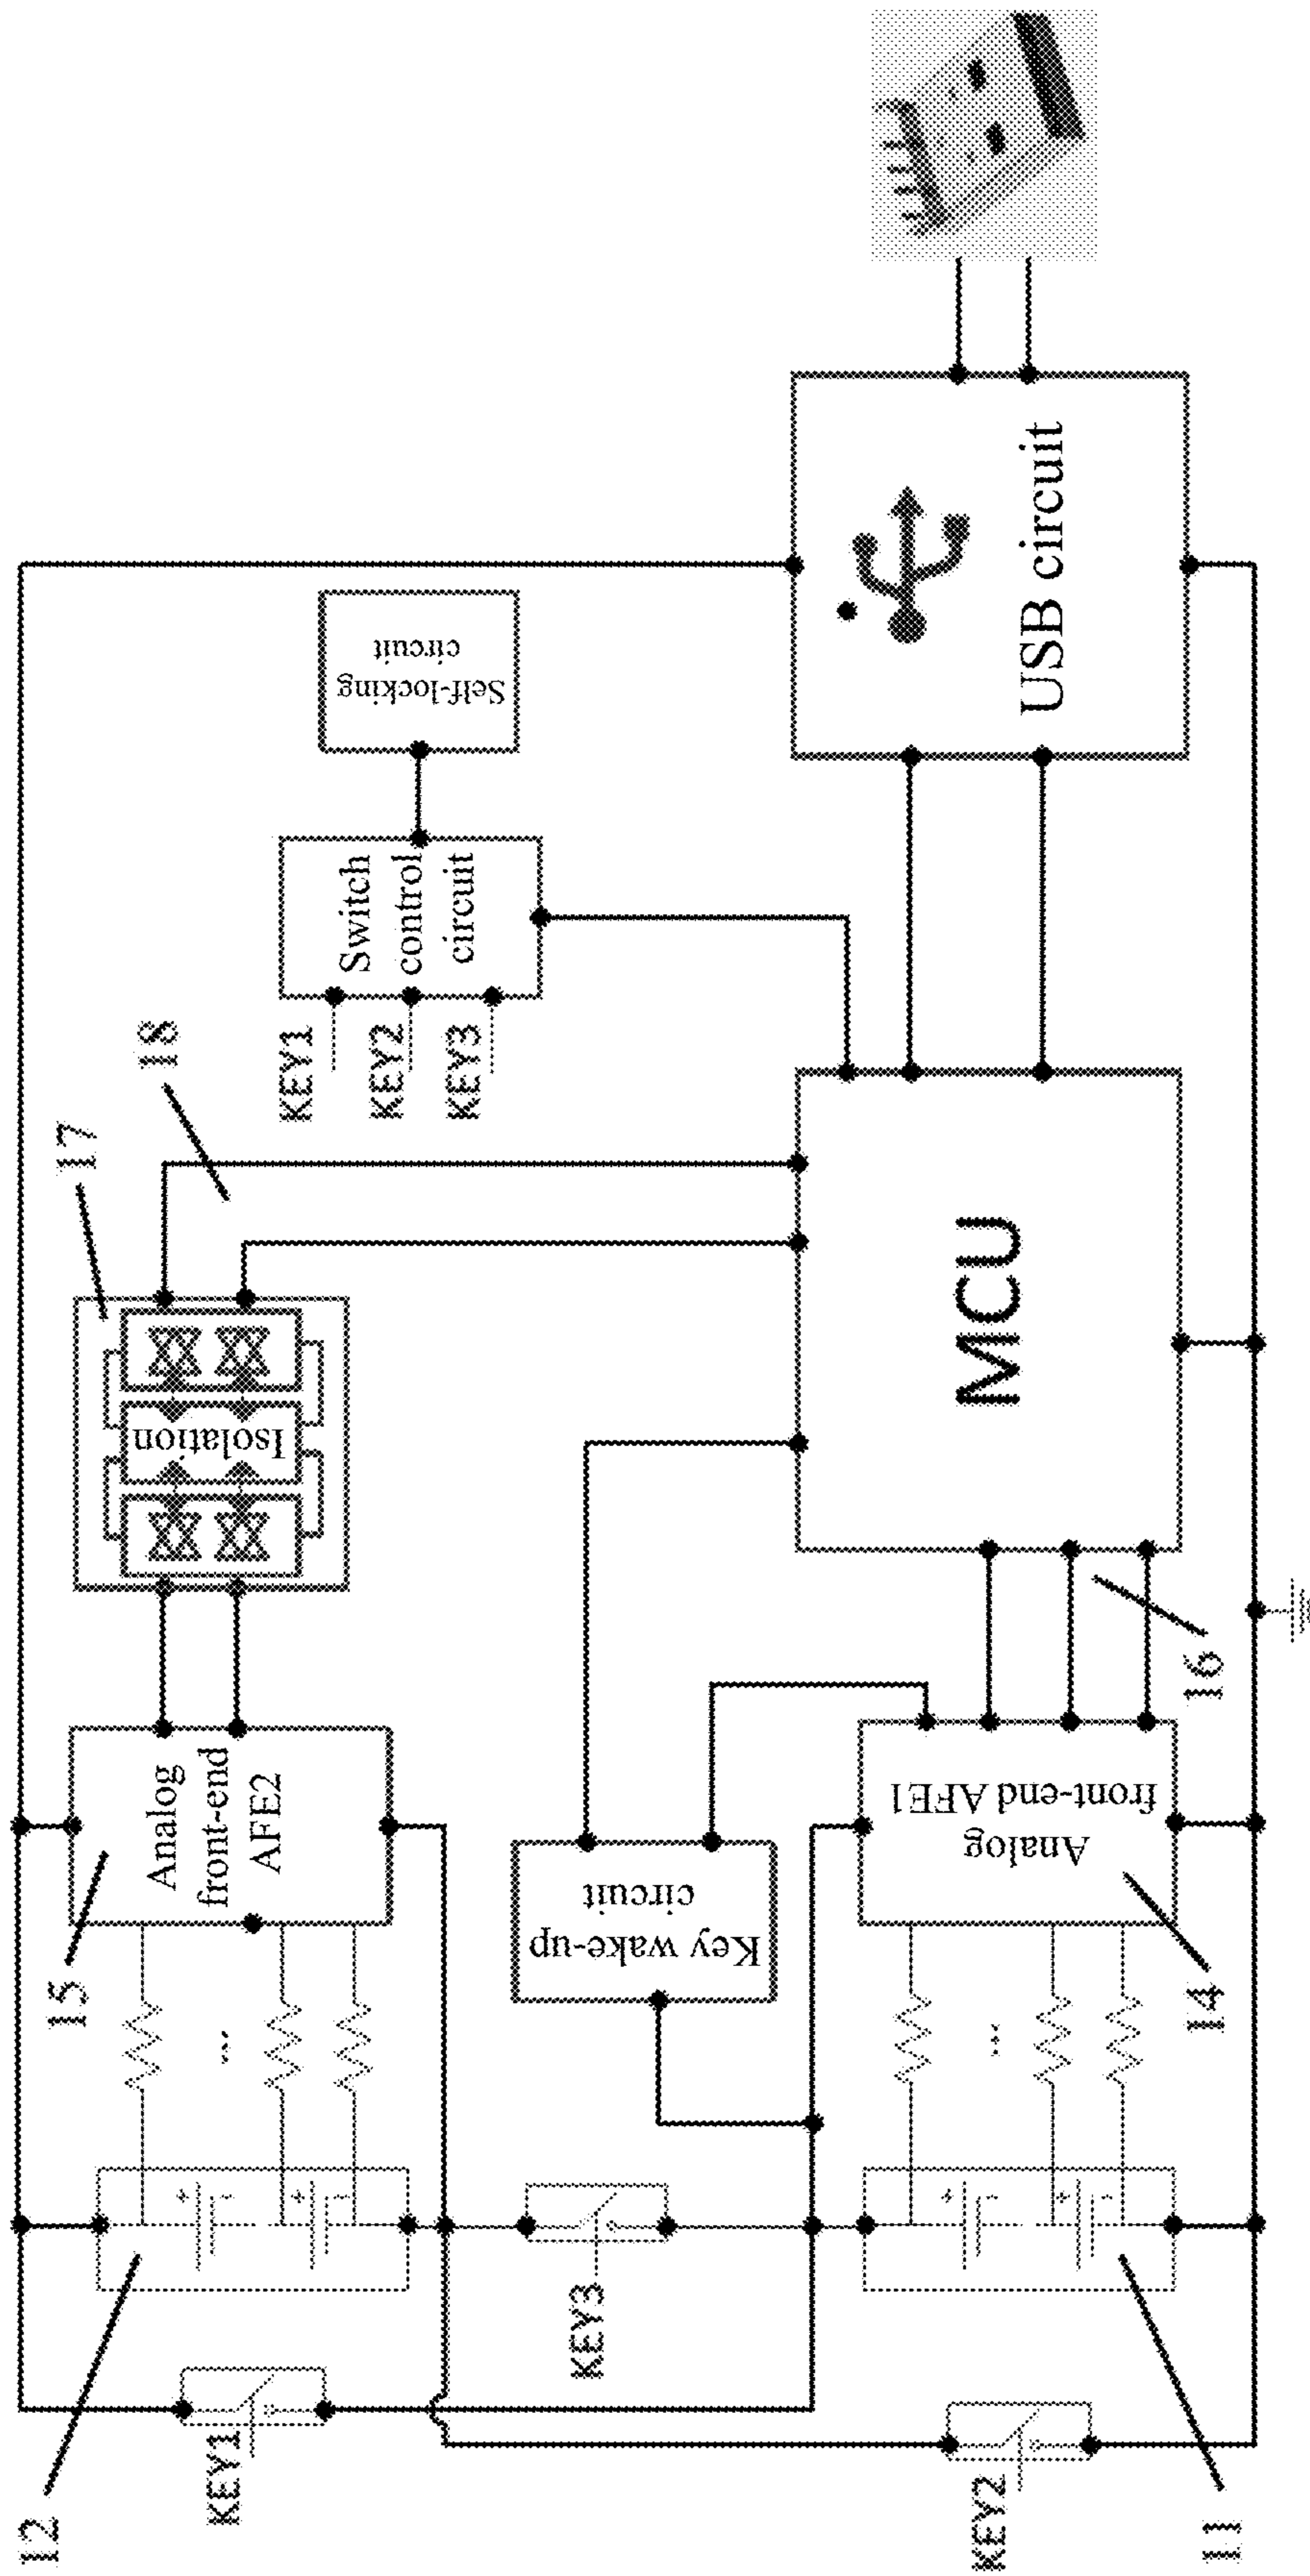 12
KEY1
KEY2
11
KEY3
15
Analog
front-end
AFE2
Key wake-up
circuit
Analog
front-end AFE1
14
16
Isolation
17
18
MCU
KEY1
KEY2
KEY3
Switch
control
circuit
Self-locking
circuit
USB circuit